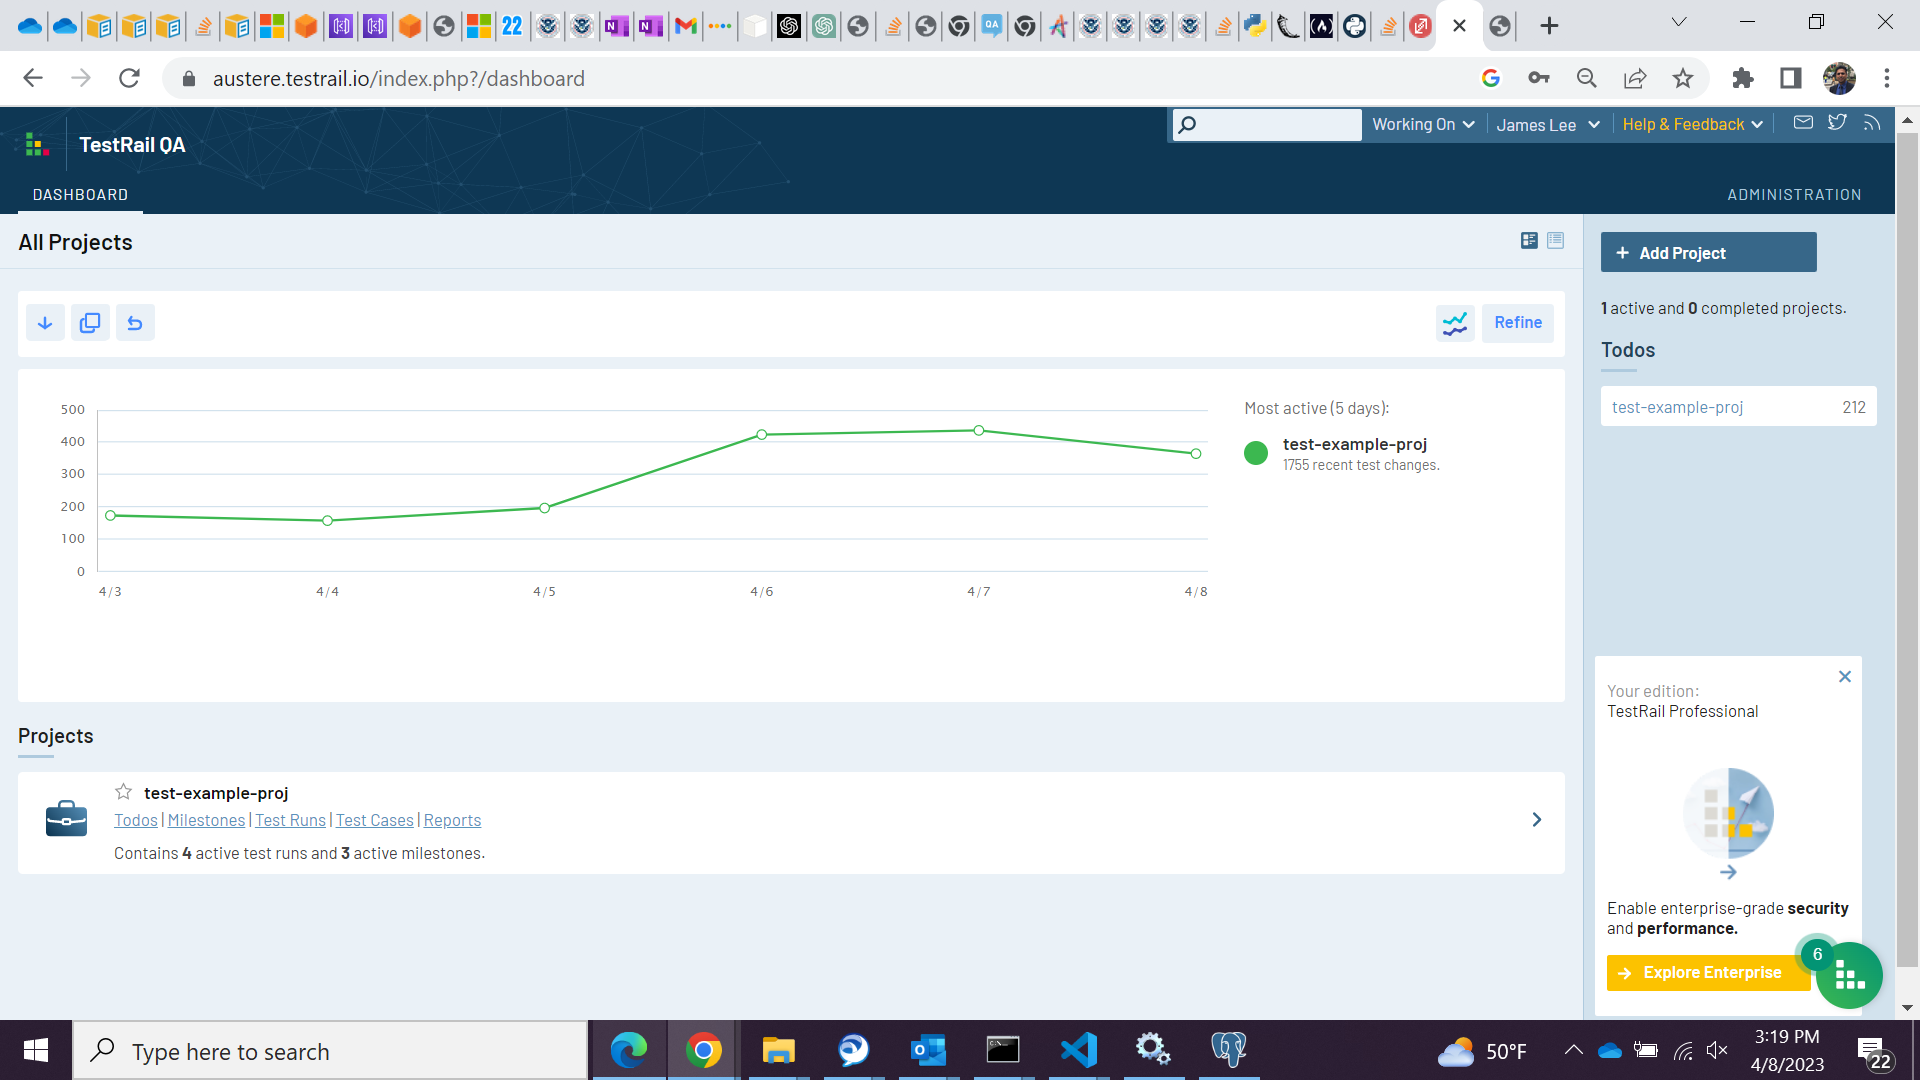 22
QA
austere.testrail.io/index.php?/dashboard
TestRail QA
Working On
James Lee
Help & Feedback
DASHBOARD
ADMINISTRATION
All Projects
+ Add Project
Refine
1 active and 0 completed projects.
Todos
test-example-proj 212
500
400
300
200
100
0
4/3 4/4 4/5 4/6 4/7 4/8
Most active (5 days):
test-example-proj
1755 recent test changes.
Projects
test-example-proj
Todos | Milestones | Test Runs | Test Cases | Reports
Contains 4 active test runs and 3 active milestones.
Your edition:
TestRail Professional
Enable enterprise-grade security
and performance.
Explore Enterprise
6
Type here to search
50°F
3:19 PM
4/8/2023
22